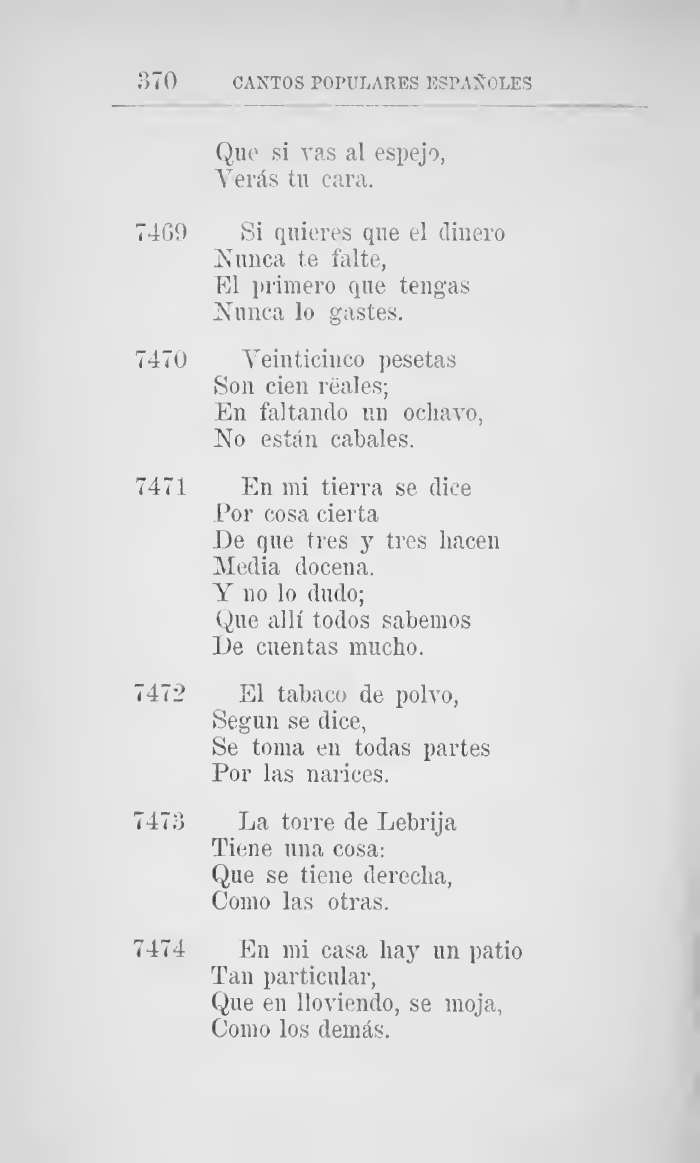 370 CANTOS POPULARES ESPAÑOLES
Que si vas al espejo,
Verás tu cara.
7469 Si quieres que el dinero
Nunca te falte,
El primero que tengas
Nunca lo gastes.
7470 Veinticinco pesetas
Son cien rëales;
En faltando un ochavo,
No están cabales.
7471 En mi tierra se dice
Por cosa cierta
De que tres y tres hacen
Media docena.
Y no lo dudo;
Que allí todos sabemos
De cuentas mucho.
7472 El tabaco de polvo,
Segun se dice,
Se toma en todas partes
Por las narices.
7473 La torre de Lebrija
Tiene una cosa:
Que se tiene derecha,
Como las otras.
7474 En mi casa hay un patio
Tan particular,
Que en lloviendo, se moja,
Como los demás.